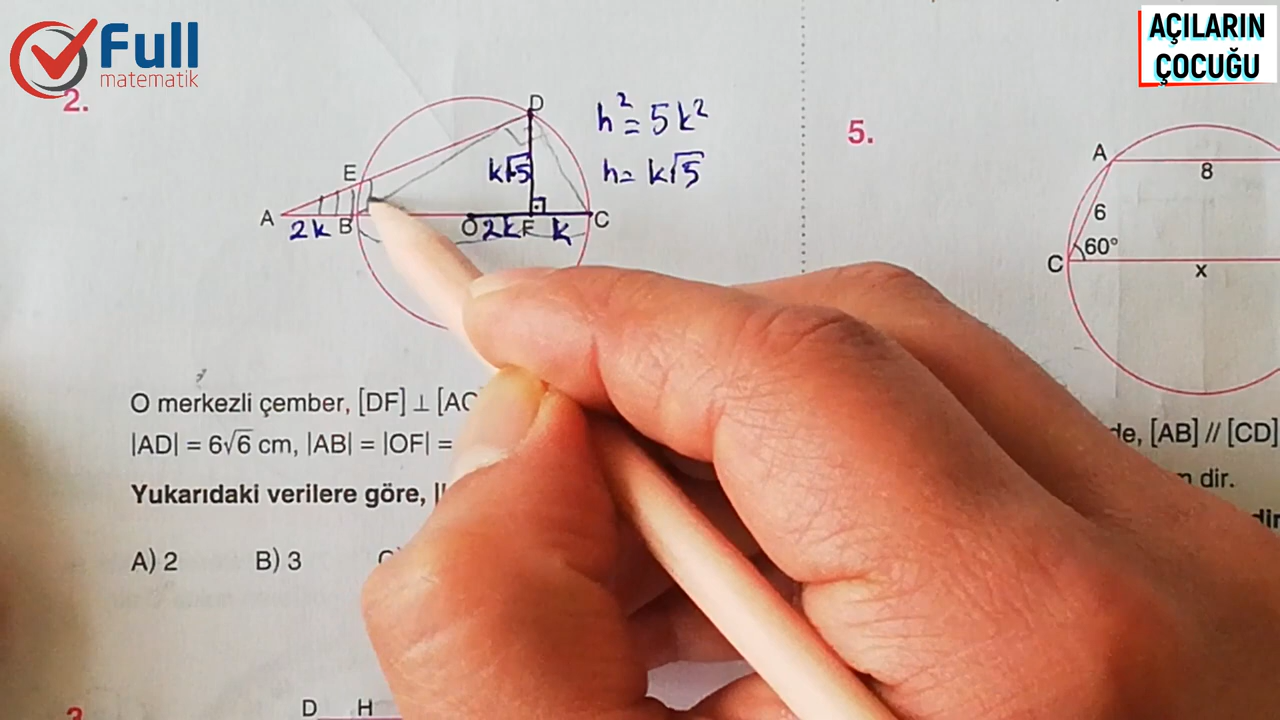 Full
matematik
AÇILARIN
ÇOCUĞU
2.
D
E
A
B
O
F
C
2k
2k
k
k√5
h² = 5k²
h = k√5
O merkezli çember, [DF] ⊥ [AC
|AD| = 6√6 cm, |AB| = |OF| =
Yukarıdaki verilere göre, |
A) 2 B) 3
3
D H
5.
A
8
6
C
60°
x
de, [AB] // [CD]
dir.